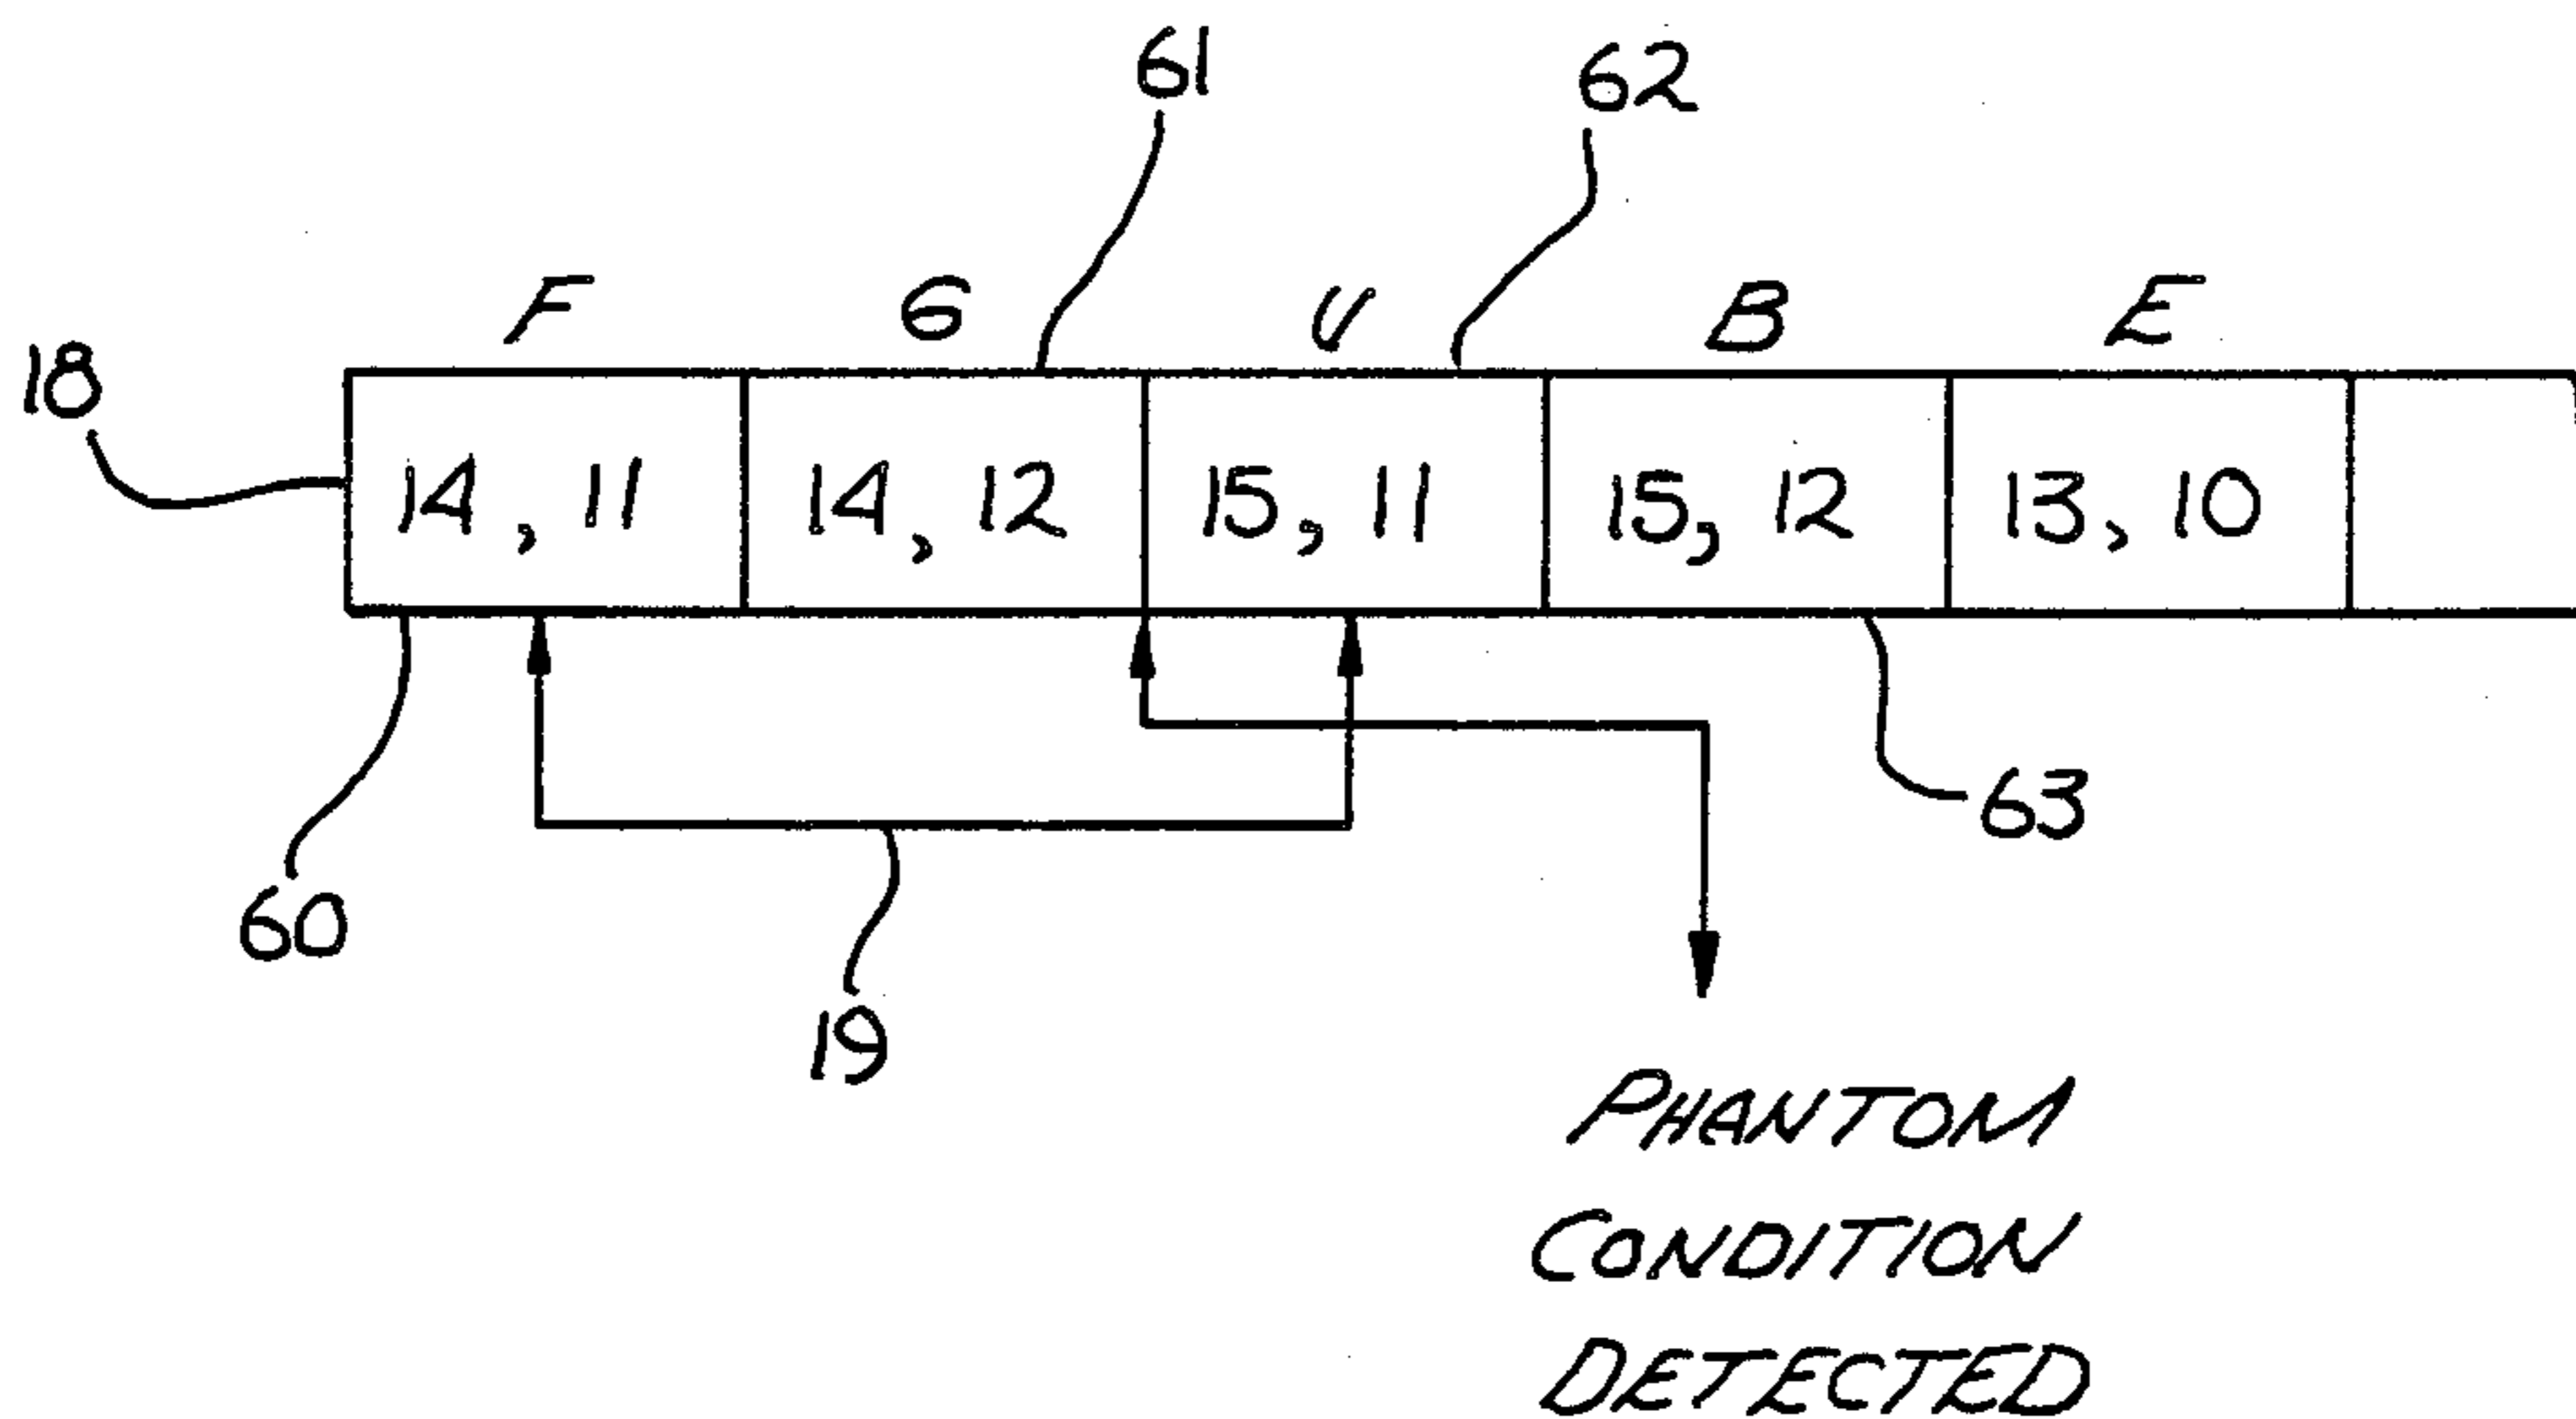 61 62
F G U B E
18
14, 11 14, 12 15, 11 15, 12 13, 10
63
60
19
PHANTOM
CONDITION
DETECTED